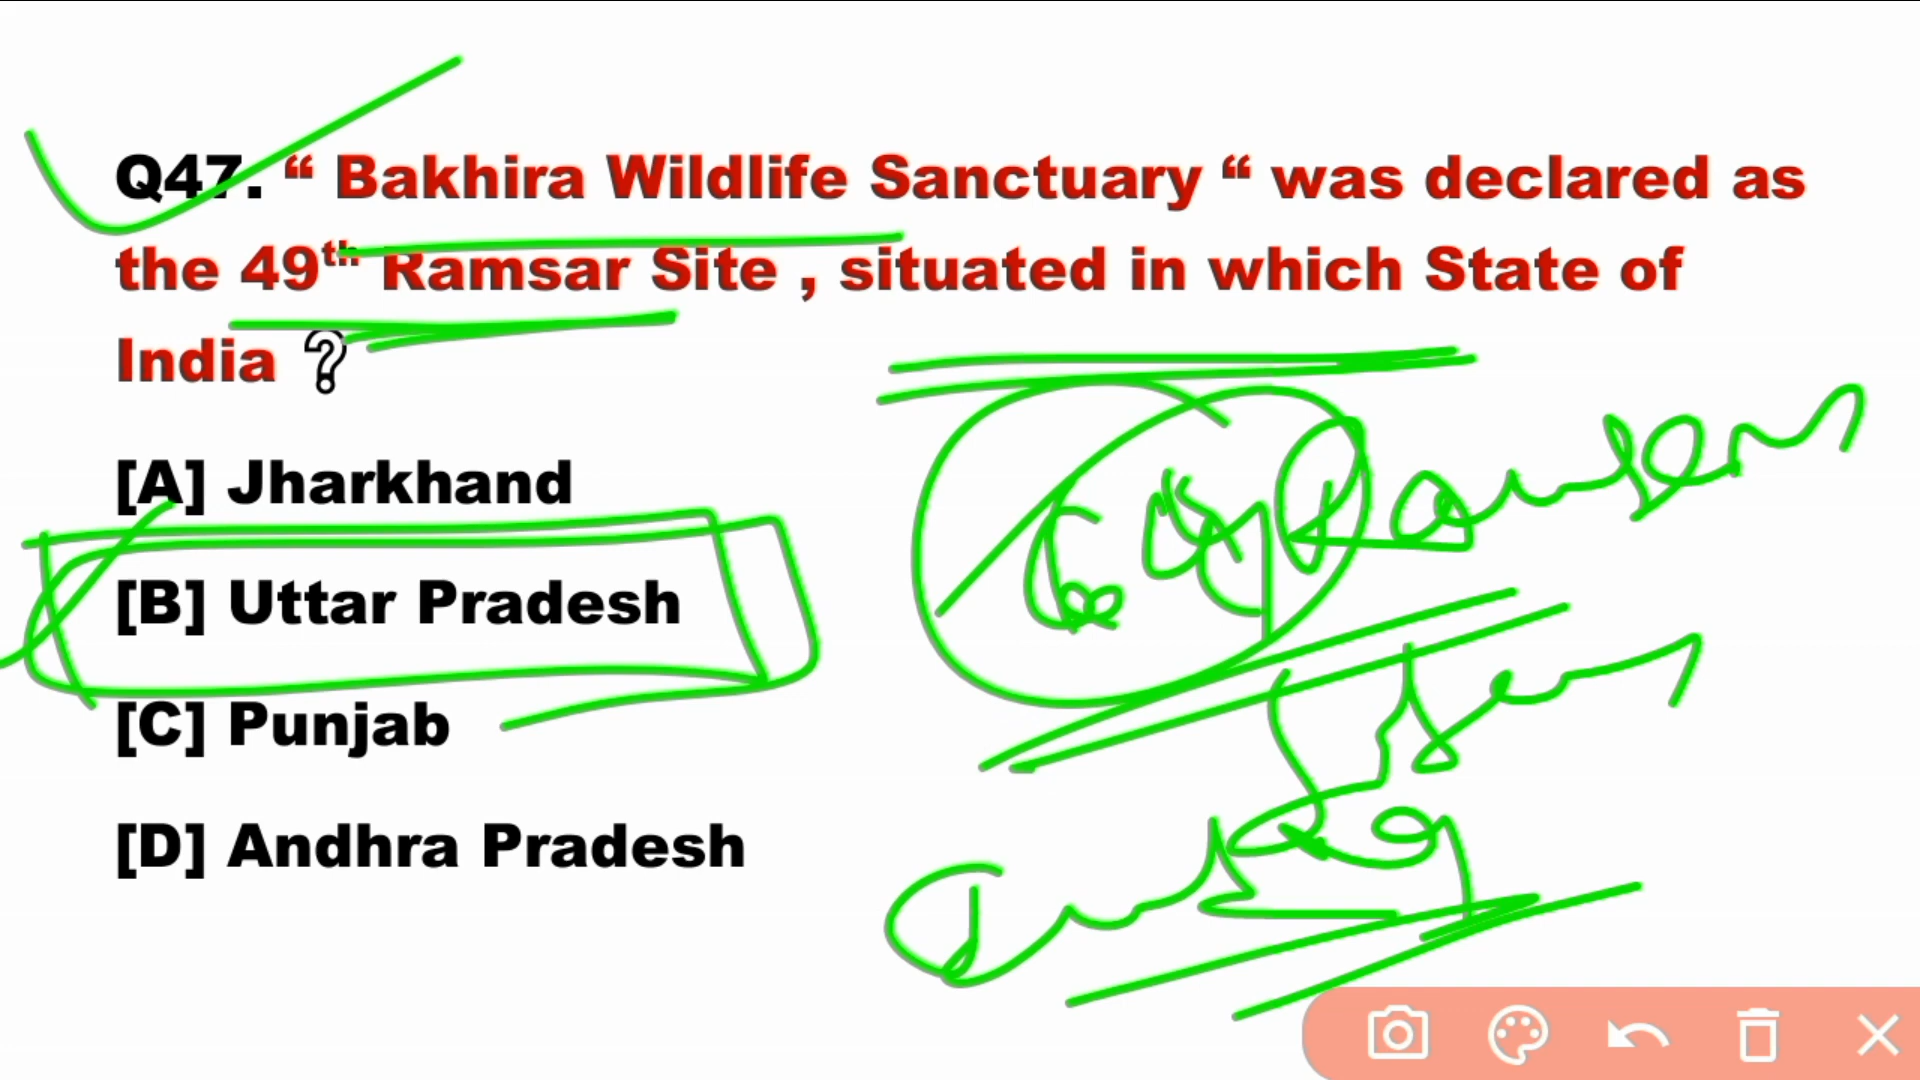 Q47. “ Bakhira Wildlife Sanctuary “ was declared as
the 49th Ramsar Site , situated in which State of
India ?
[A] Jharkhand
[B] Uttar Pradesh
[C] Punjab
[D] Andhra Pradesh